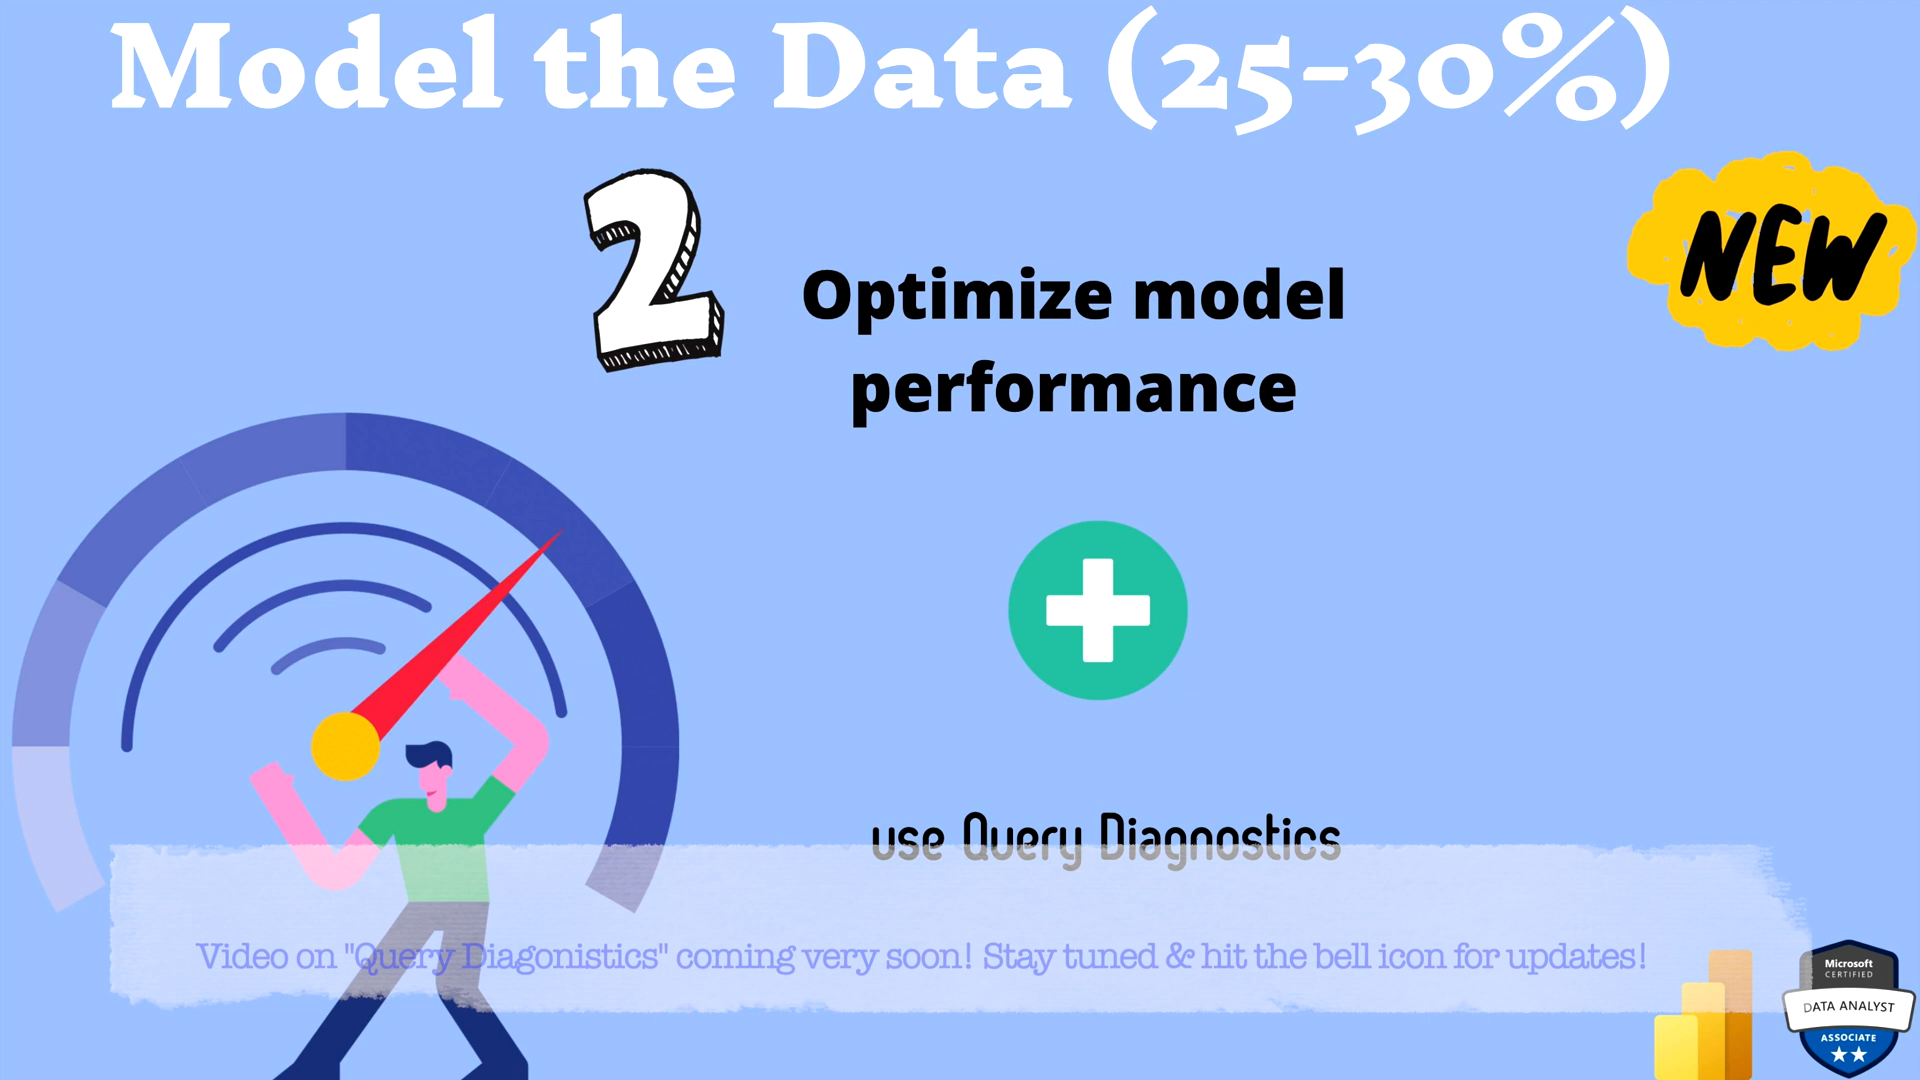 Model the Data (25-30%)
2
NEW
Optimize model
performance
use Query Diagnostics
Video on "Query Diagonistics" coming very soon! Stay tuned & hit the bell icon for updates!
Microsoft
CERTIFIED
DATA ANALYST
ASSOCIATE